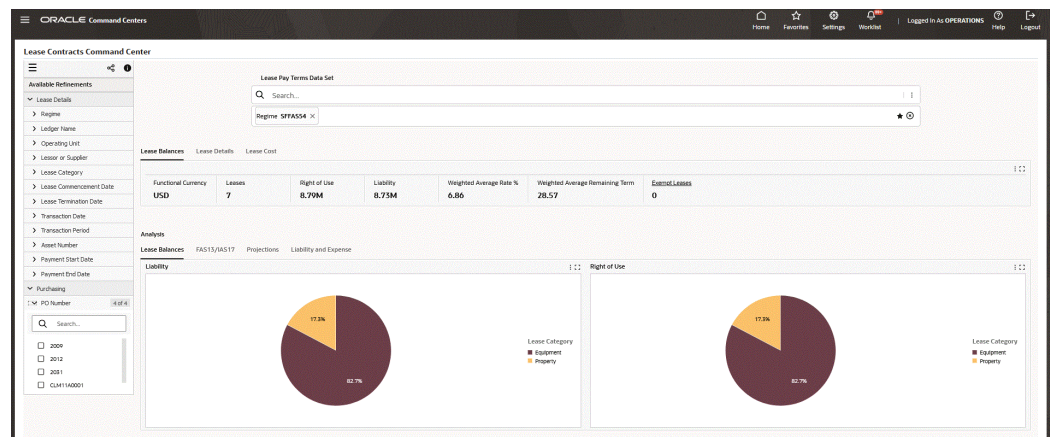 ORACLE Command Centers
99+
Home Favorites Settings Worklist Logged In As OPERATIONS Help Logout
Lease Contracts Command Center
Available Refinements
Lease Details
Regime
Ledger Name
Operating Unit
Lessor or Supplier
Lease Category
Lease Commencement Date
Lease Termination Date
Transaction Date
Transaction Period
Asset Number
Payment Start Date
Payment End Date
Purchasing
PO Number 4 of 4
Search...
2009
2012
2031
CLM11A0001
Lease Pay Terms Data Set
Search...
Regime SFFAS54 ×
Lease Balances Lease Details Lease Cost
Functional Currency Leases Right of Use Liability Weighted Average Rate % Weighted Average Remaining Term Exempt Leases
USD 7 8.79M 8.73M 6.86 28.57 0
Analysis
Lease Balances FAS13/IAS17 Projections Liability and Expense
Liability
17.3%
82.7%
Lease Category
Equipment
Property
Right of Use
17.3%
82.7%
Lease Category
Equipment
Property